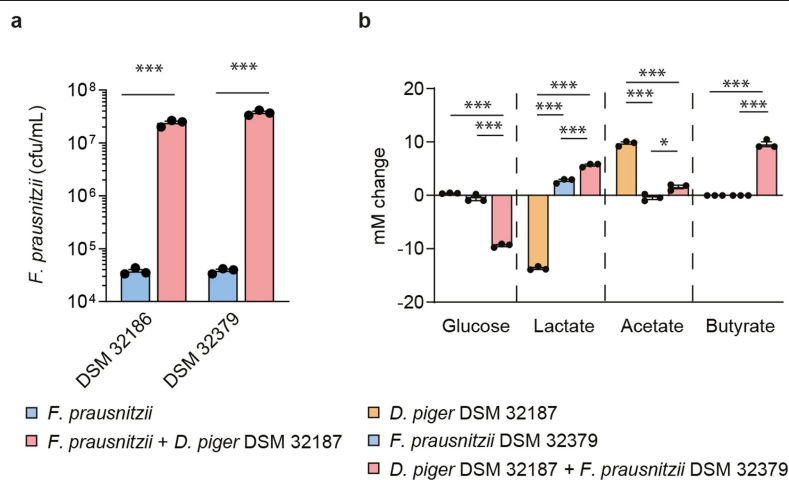 a
b
***
***
F. prausnitzii (cfu/mL)
10⁸
10⁷
10⁶
10⁵
10⁴
DSM 32186
DSM 32379
F. prausnitzii
F. prausnitzii + D. piger DSM 32187
mM change
20
10
0
-10
-20
***
***
***
***
***
***
***
*
***
***
Glucose
Lactate
Acetate
Butyrate
D. piger DSM 32187
F. prausnitzii DSM 32379
D. piger DSM 32187 + F. prausnitzii DSM 32379